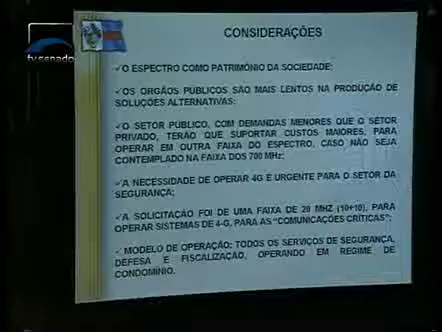 tv senado
CONSIDERAÇÕES
✓O ESPECTRO COMO PATRIMÔNIO DA SOCIEDADE;
✓OS ORGÃOS PÚBLICOS SÃO MAIS LENTOS NA PRODUÇÃO DE
SOLUÇÕES ALTERNATIVAS;
✓O SETOR PÚBLICO, COM DEMANDAS MENORES QUE O SETOR
PRIVADO, TERÃO QUE SUPORTAR CUSTOS MAIORES, PARA
OPERAR EM OUTRA FAIXA DO ESPECTRO, CASO NÃO SEJA
CONTEMPLADO NA FAIXA DOS 700 MHz;
✓A NECESSIDADE DE OPERAR 4G É URGENTE PARA O SETOR DA
SEGURANÇA;
✓A SOLICITAÇÃO FOI DE UMA FAIXA DE 20 MHZ (10+10), PARA
OPERAR SISTEMAS DE 4-G, PARA AS “COMUNICAÇÕES CRÍTICAS”;
✓ MODELO DE OPERAÇÃO: TODOS OS SERVIÇOS DE SEGURANÇA,
DEFESA E FISCALIZAÇÃO, OPERANDO EM REGIME DE
CONDOMÍNIO.